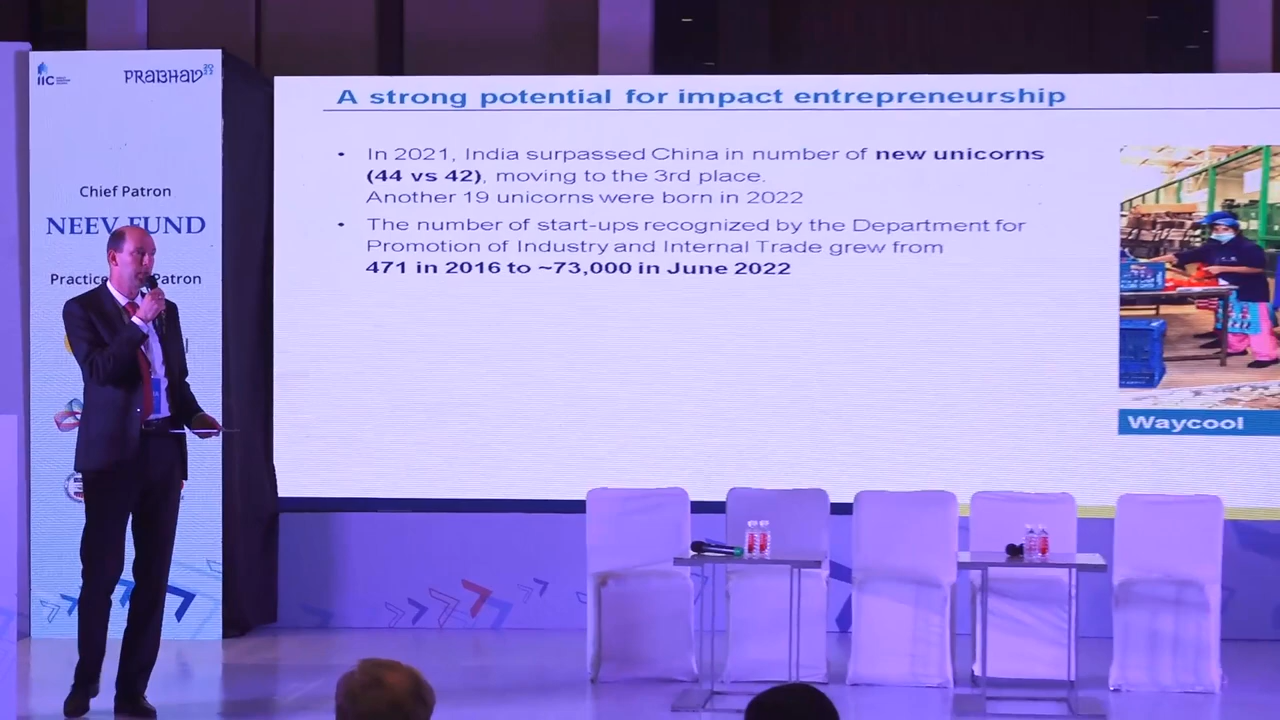 IIC
PRABHAV
Chief Patron
NEEV FUND
Patron
A strong potential for impact entrepreneurship
• In 2021, India surpassed China in number of new unicorns
(44 vs 42), moving to the 3rd place.
Another 19 unicorns were born in 2022
• The number of start-ups recognized by the Department for
Promotion of Industry and Internal Trade grew from
471 in 2016 to ~73,000 in June 2022
Waycool